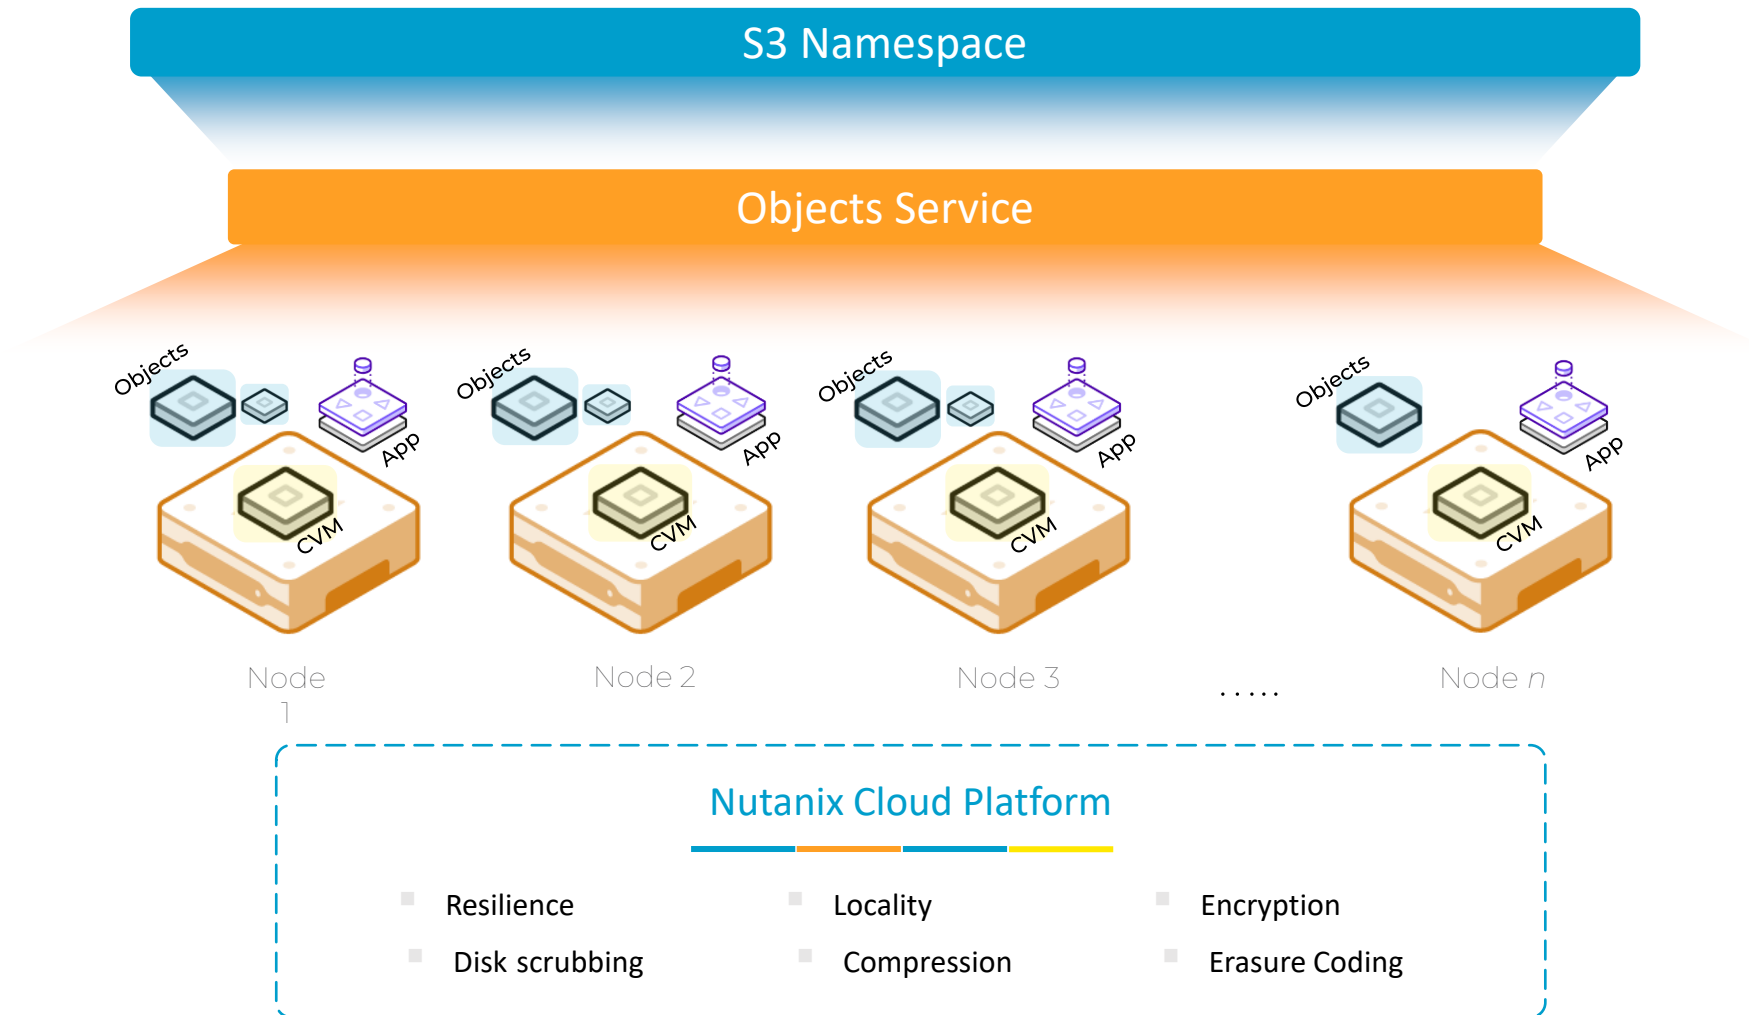 S3 Namespace
Objects Service
Objects
App
CVM
Objects
App
CVM
Objects
App
CVM
Objects
App
CVM
Node
1
Node 2
Node 3
.....
Node n
Nutanix Cloud Platform
Resilience
Locality
Encryption
Disk scrubbing
Compression
Erasure Coding